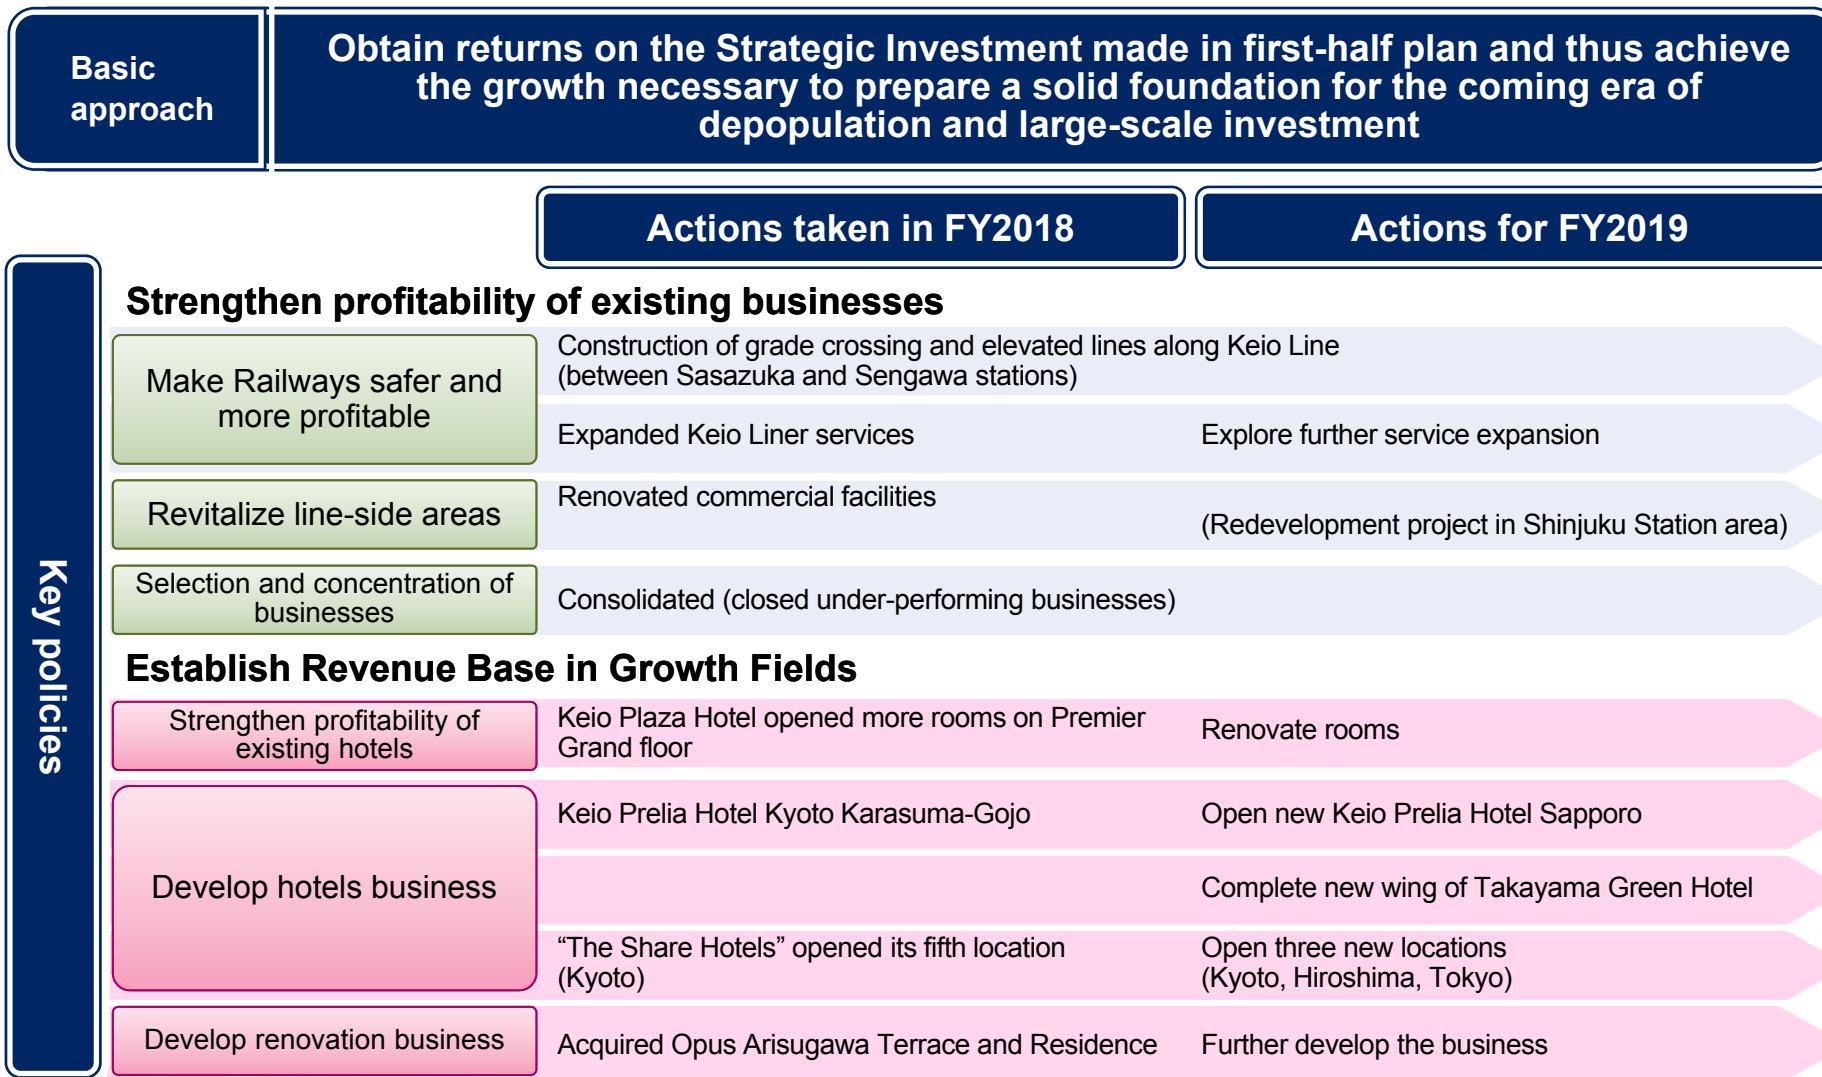 Basic
approach
Obtain returns on the Strategic Investment made in first-half plan and thus achieve
the growth necessary to prepare a solid foundation for the coming era of
depopulation and large-scale investment
Actions taken in FY2018
Actions for FY2019
Key policies
Strengthen profitability of existing businesses
Make Railways safer and
more profitable
Construction of grade crossing and elevated lines along Keio Line
(between Sasazuka and Sengawa stations)
Expanded Keio Liner services
Explore further service expansion
Revitalize line-side areas
Renovated commercial facilities
(Redevelopment project in Shinjuku Station area)
Selection and concentration of
businesses
Consolidated (closed under-performing businesses)
Establish Revenue Base in Growth Fields
Strengthen profitability of
existing hotels
Keio Plaza Hotel opened more rooms on Premier
Grand floor
Renovate rooms
Develop hotels business
Keio Prelia Hotel Kyoto Karasuma-Gojo
Open new Keio Prelia Hotel Sapporo
Complete new wing of Takayama Green Hotel
“The Share Hotels” opened its fifth location
(Kyoto)
Open three new locations
(Kyoto, Hiroshima, Tokyo)
Develop renovation business
Acquired Opus Arisugawa Terrace and Residence
Further develop the business